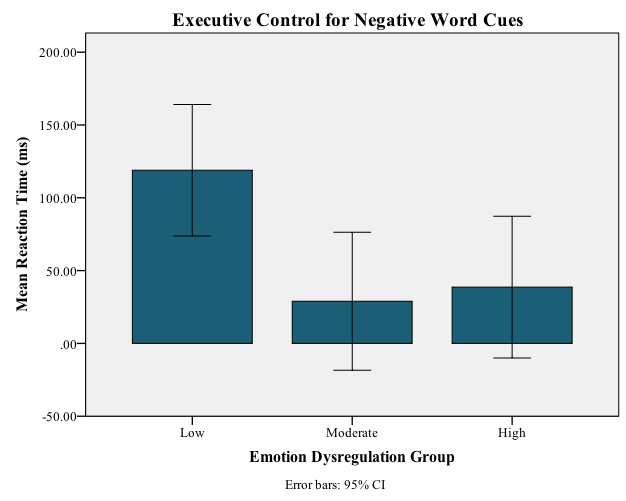 Executive Control for Negative Word Cues
Mean Reaction Time (ms)
200.00
150.00
100.00
50.00
.00
-50.00
Low Moderate High
Emotion Dysregulation Group
Error bars: 95% CI